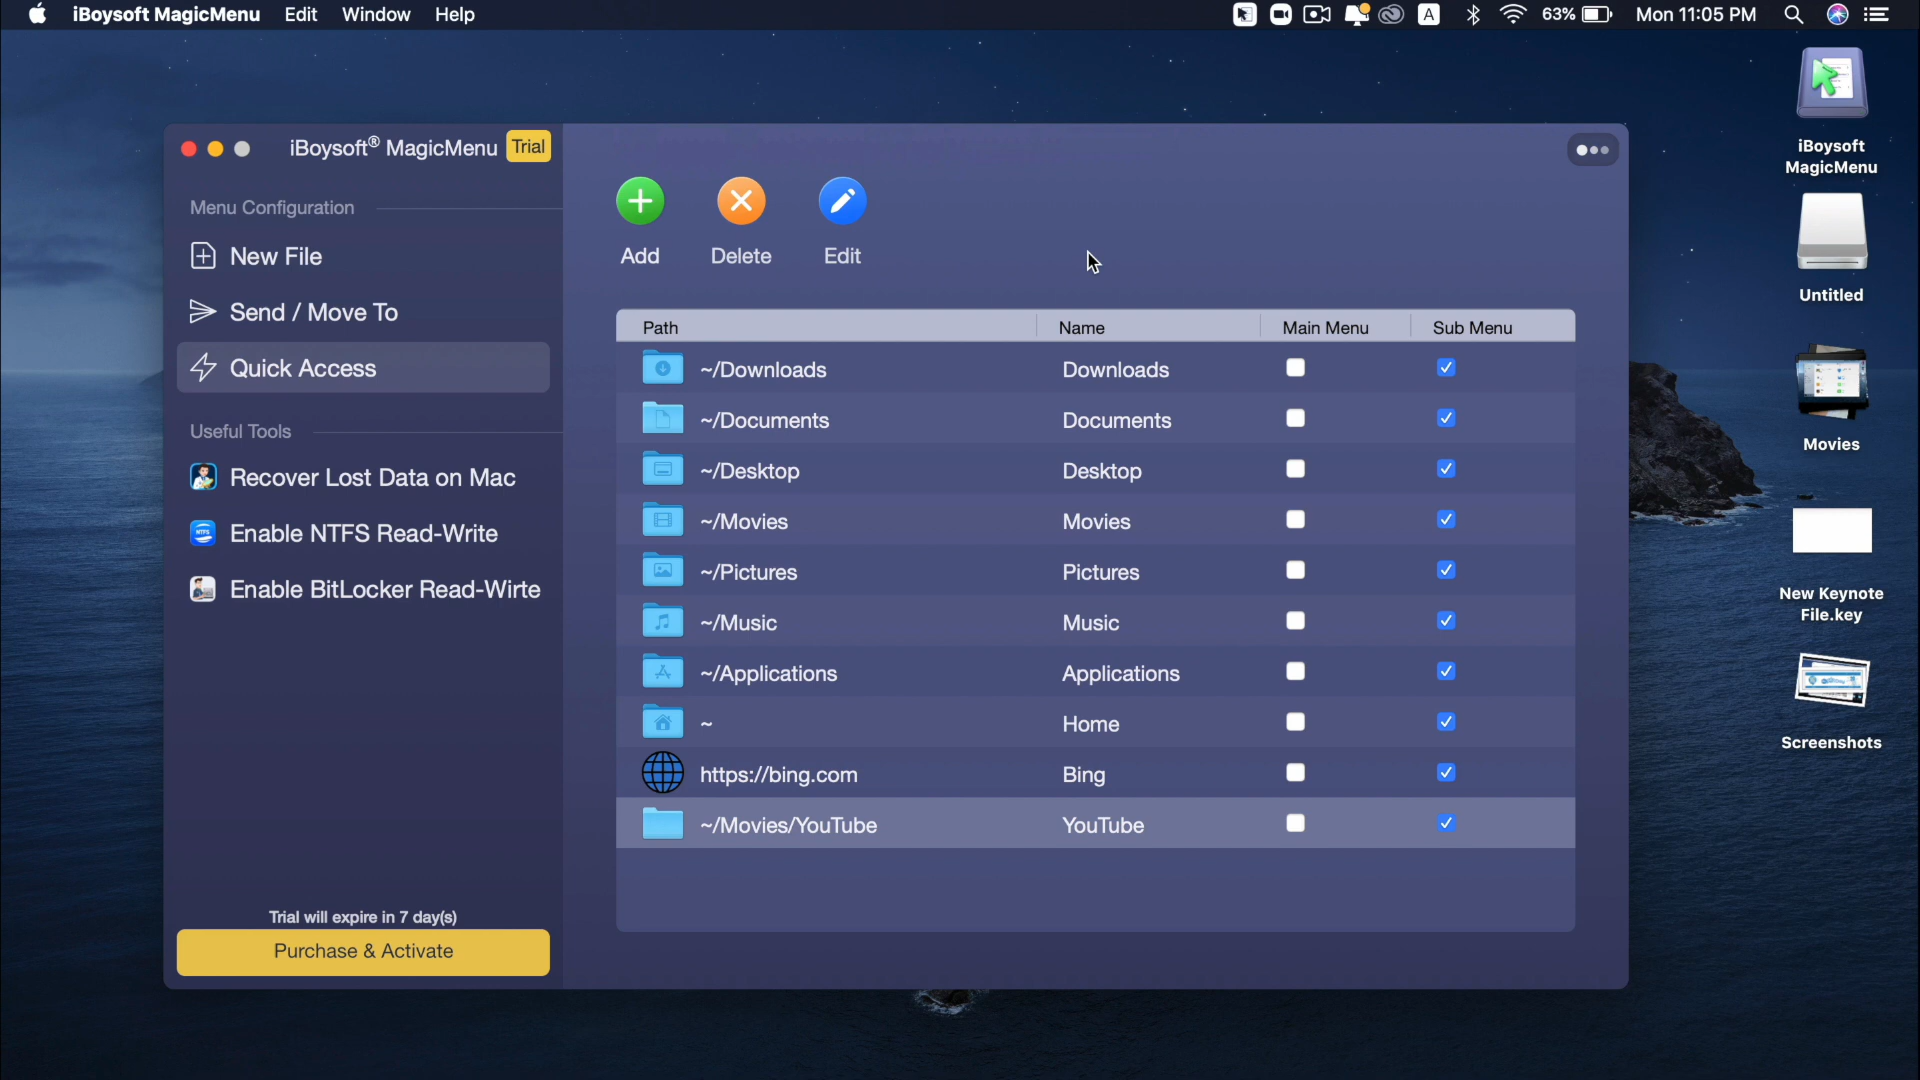 iBoysoft MagicMenu Edit Window Help
A 63% Mon 11:05 PM
iBoysoft® MagicMenu Trial
Menu Configuration
New File
Send / Move To
Quick Access
Useful Tools
Recover Lost Data on Mac
NTFS Enable NTFS Read-Write
Enable BitLocker Read-Wirte
Trial will expire in 7 day(s)
Purchase & Activate
Add Delete Edit
Path Name Main Menu Sub Menu
~/Downloads Downloads
~/Documents Documents
~/Desktop Desktop
~/Movies Movies
~/Pictures Pictures
~/Music Music
~/Applications Applications
~ Home
https://bing.com Bing
~/Movies/YouTube YouTube
iBoysoft
MagicMenu
Untitled
Movies
New Keynote
File.key
Screenshots